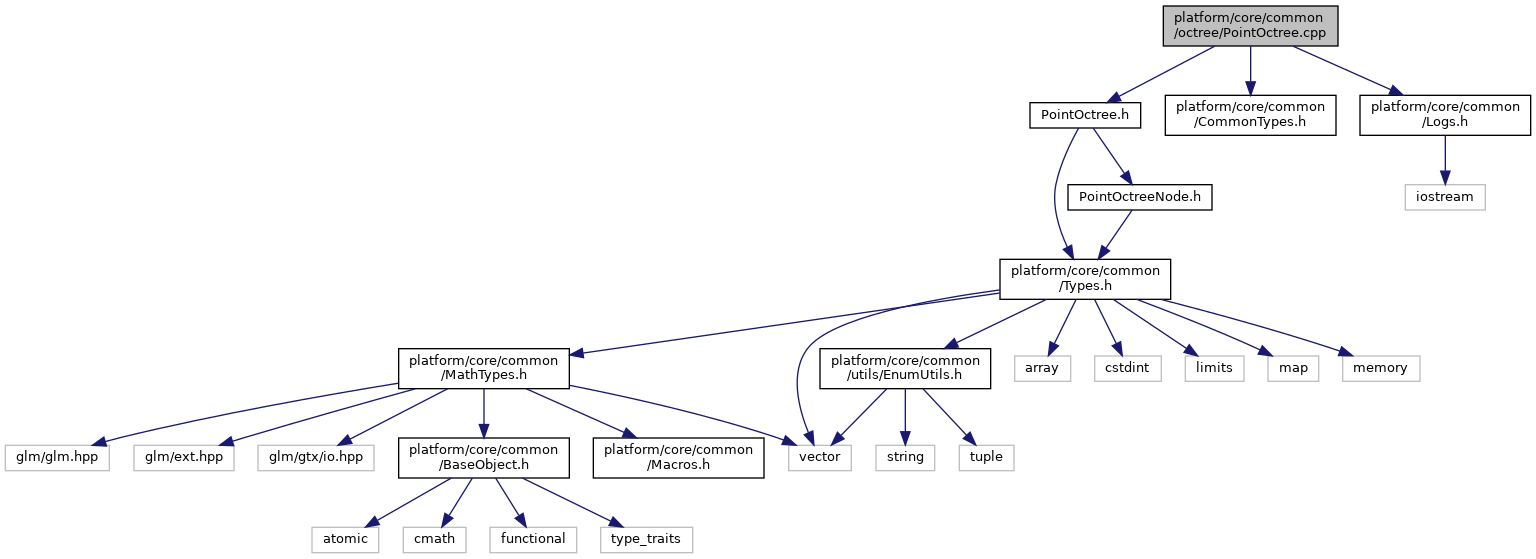 platform/core/common
/octree/PointOctree.cpp
PointOctree.h
platform/core/common
/CommonTypes.h
platform/core/common
/Logs.h
PointOctreeNode.h
iostream
platform/core/common
/Types.h
platform/core/common
/MathTypes.h
platform/core/common
/utils/EnumUtils.h
array
cstdint
limits
map
memory
glm/glm.hpp
glm/ext.hpp
glm/gtx/io.hpp
platform/core/common
/BaseObject.h
platform/core/common
/Macros.h
vector
string
tuple
atomic
cmath
functional
type_traits